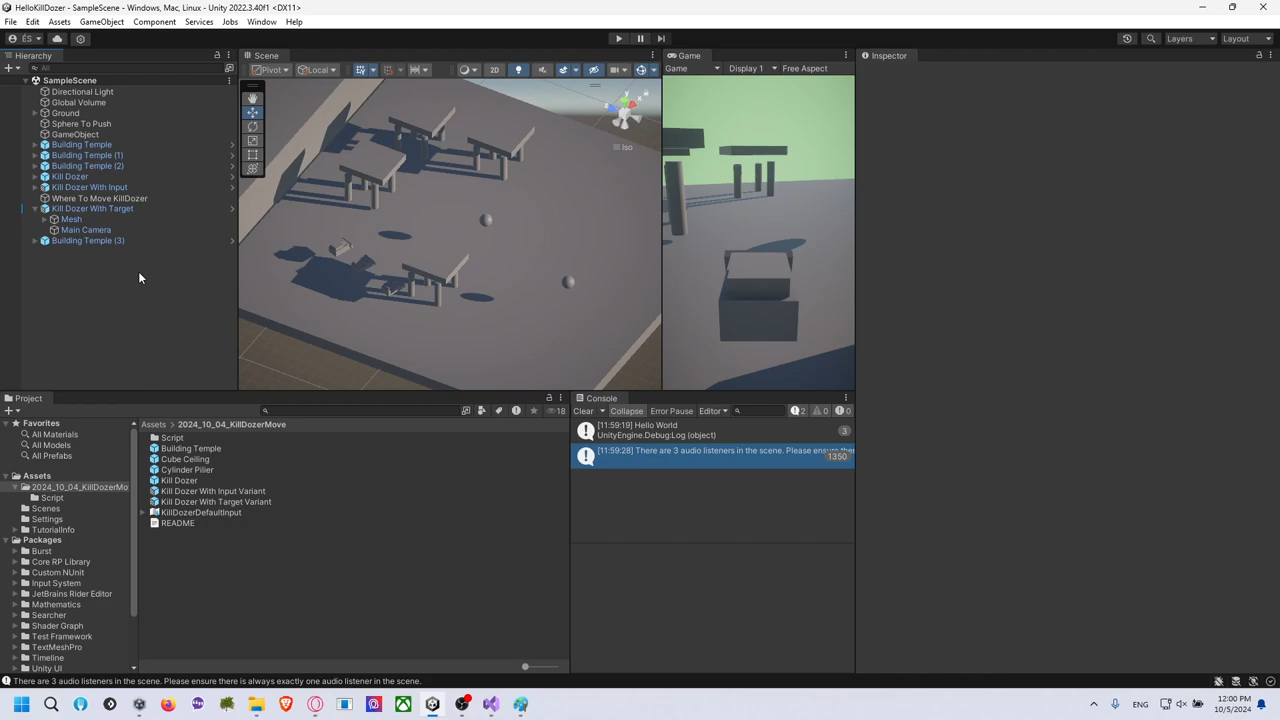 HelloKillDozer - SampleScene - Windows, Mac, Linux - Unity 2022.3.40f1 <DX11>
File Edit Assets GameObject Component Services Jobs Window Help
ÉS
Layers Layout
Hierarchy
All
SampleScene
Directional Light
Global Volume
Ground
Sphere To Push
GameObject
Building Temple
Building Temple (1)
Building Temple (2)
Kill Dozer
Kill Dozer With Input
Where To Move KillDozer
Kill Dozer With Target
Mesh
Main Camera
Building Temple (3)
Scene
Pivot Local 2D
y
x
Iso
Game
Game Display 1 Free Aspect
Inspector
Project
18
Favorites
All Materials
All Models
All Prefabs
Assets
2024_10_04_KillDozerMo
Script
Scenes
Settings
TutorialInfo
Packages
Burst
Core RP Library
Custom NUnit
Input System
JetBrains Rider Editor
Mathematics
Searcher
Shader Graph
Test Framework
TextMeshPro
Timeline
Unity UI
Assets > 2024_10_04_KillDozerMove
Script
Building Temple
Cube Ceiling
Cylinder Pilier
Kill Dozer
Kill Dozer With Input Variant
Kill Dozer With Target Variant
KillDozerDefaultInput
README
Console
Clear Collapse Error Pause Editor 2 0 0
[11:59:19] Hello World
UnityEngine.Debug:Log (object)
3
[11:59:28] There are 3 audio listeners in the scene. Please ensure ther
1350
There are 3 audio listeners in the scene. Please ensure there is always exactly one audio listener in the scene.
12:00 PM
10/5/2024